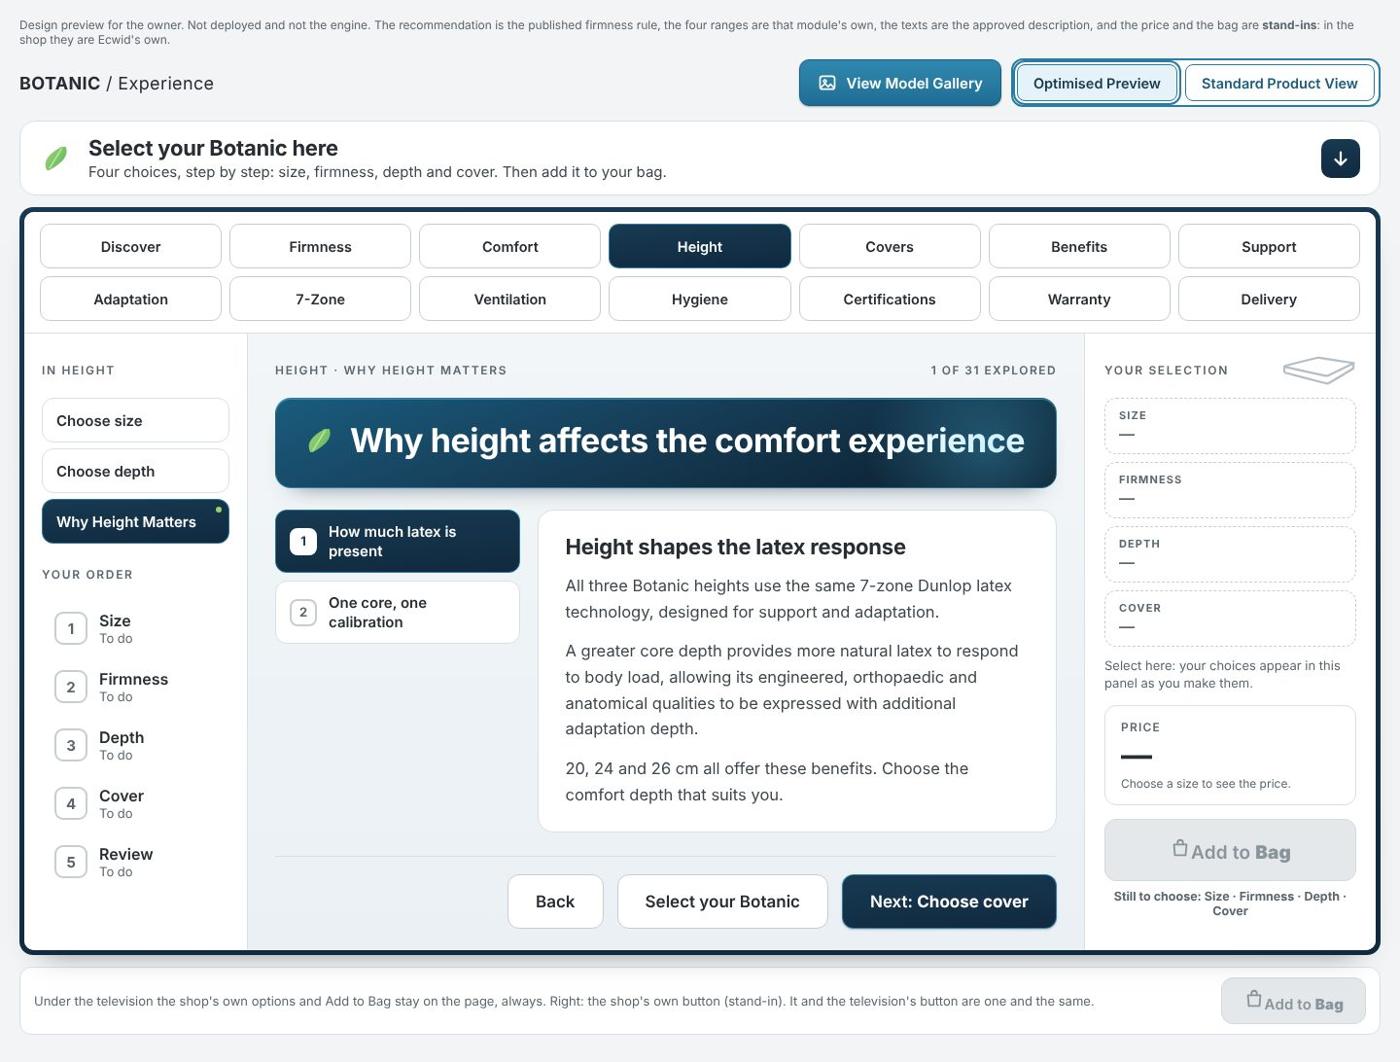 Design preview for the owner. Not deployed and not the engine. The recommendation is the published firmness rule, the four ranges are that module's own, the texts are the approved description, and the price and the bag are stand-ins: in the
shop they are Ecwid's own.
BOTANIC / Experience
View Model Gallery
Optimised Preview
Standard Product View
Select your Botanic here
Four choices, step by step: size, firmness, depth and cover. Then add it to your bag.
Discover
Firmness
Comfort
Height
Covers
Benefits
Support
Adaptation
7-Zone
Ventilation
Hygiene
Certifications
Warranty
Delivery
IN HEIGHT
Choose size
Choose depth
Why Height Matters
YOUR ORDER
1
Size
To do
2
Firmness
To do
3
Depth
To do
4
Cover
To do
5
Review
To do
HEIGHT · WHY HEIGHT MATTERS
1 OF 31 EXPLORED
Why height affects the comfort experience
1
How much latex is
present
2
One core, one
calibration
Height shapes the latex response
All three Botanic heights use the same 7-zone Dunlop latex
technology, designed for support and adaptation.
A greater core depth provides more natural latex to respond
to body load, allowing its engineered, orthopaedic and
anatomical qualities to be expressed with additional
adaptation depth.
20, 24 and 26 cm all offer these benefits. Choose the
comfort depth that suits you.
Back
Select your Botanic
Next: Choose cover
YOUR SELECTION
SIZE
—
FIRMNESS
—
DEPTH
—
COVER
—
Select here: your choices appear in this
panel as you make them.
PRICE
—
Choose a size to see the price.
Add to Bag
Still to choose: Size · Firmness · Depth ·
Cover
Under the television the shop's own options and Add to Bag stay on the page, always. Right: the shop's own button (stand-in). It and the television's button are one and the same.
Add to Bag